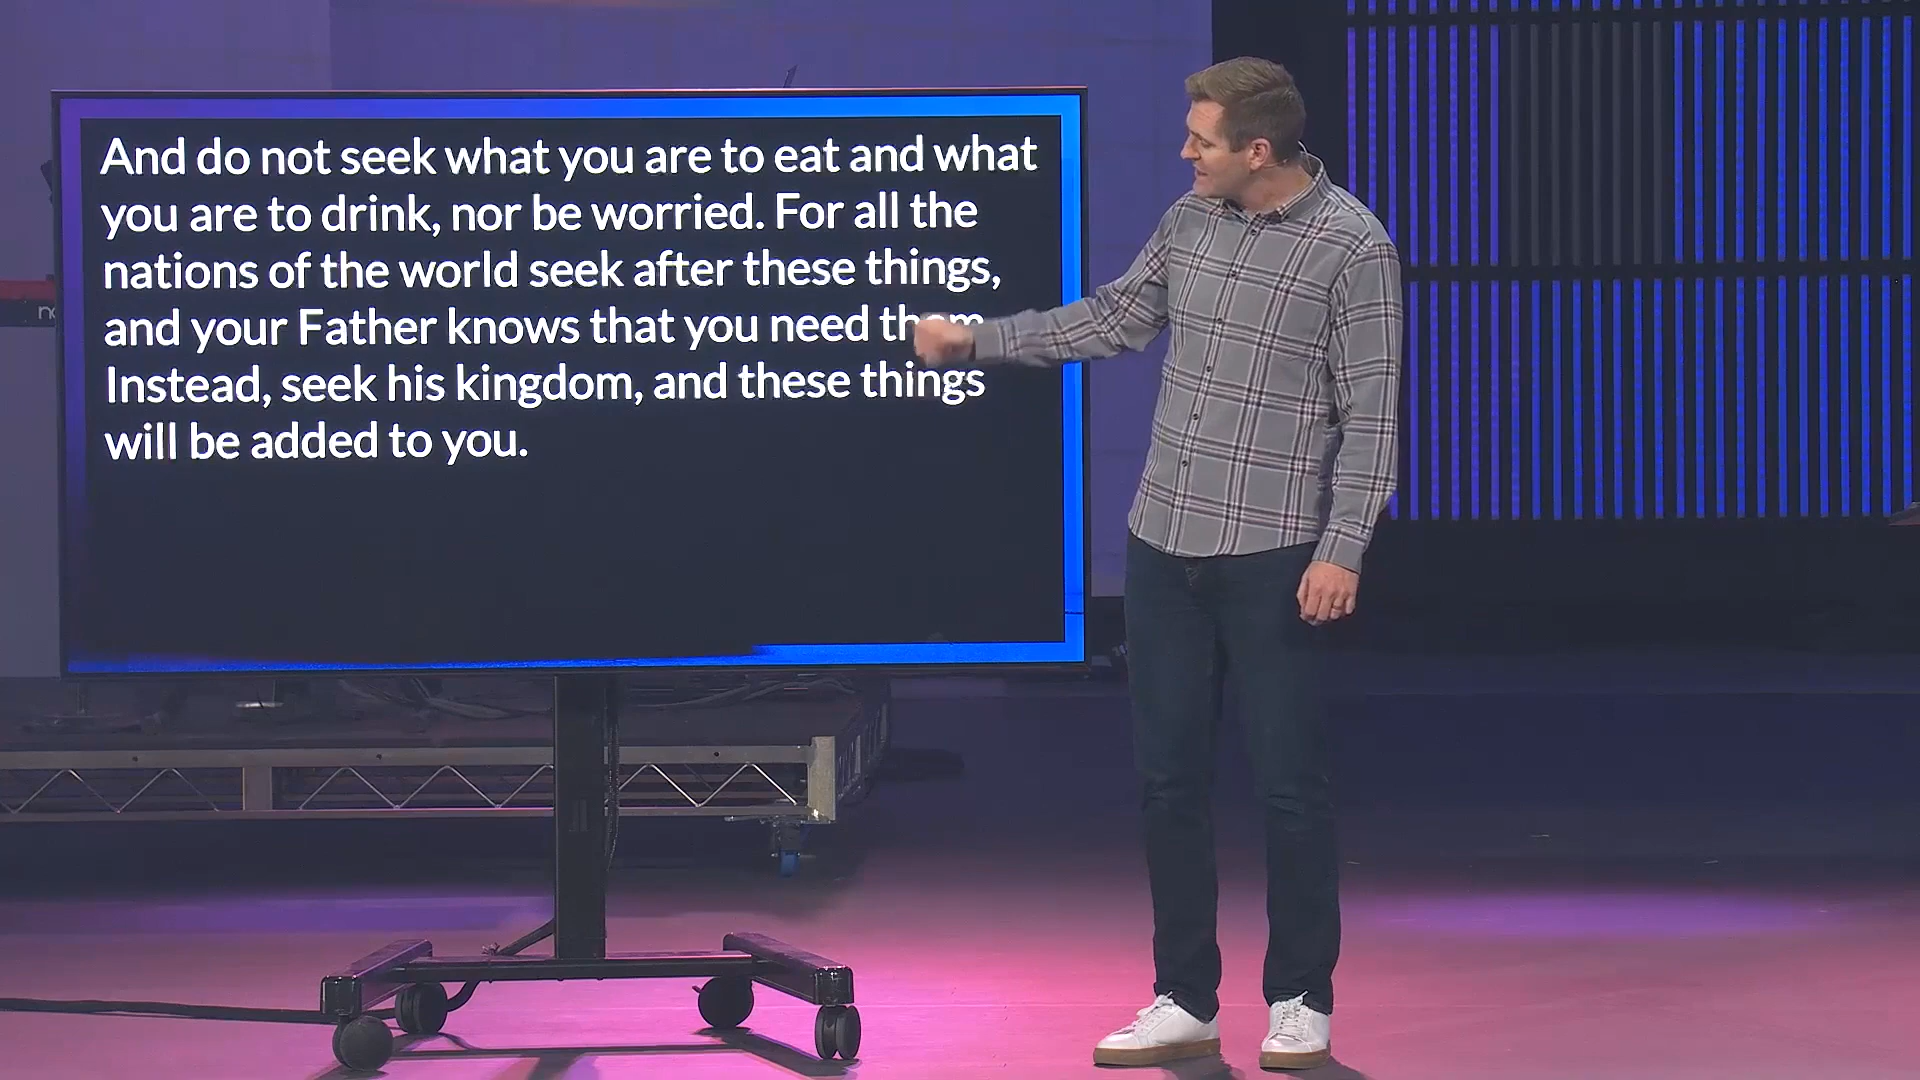 And do not seek what you are to eat and what
you are to drink, nor be worried. For all the
nations of the world seek after these things,
and your Father knows that you need
Instead, seek his kingdom, and these things
will be added to you.